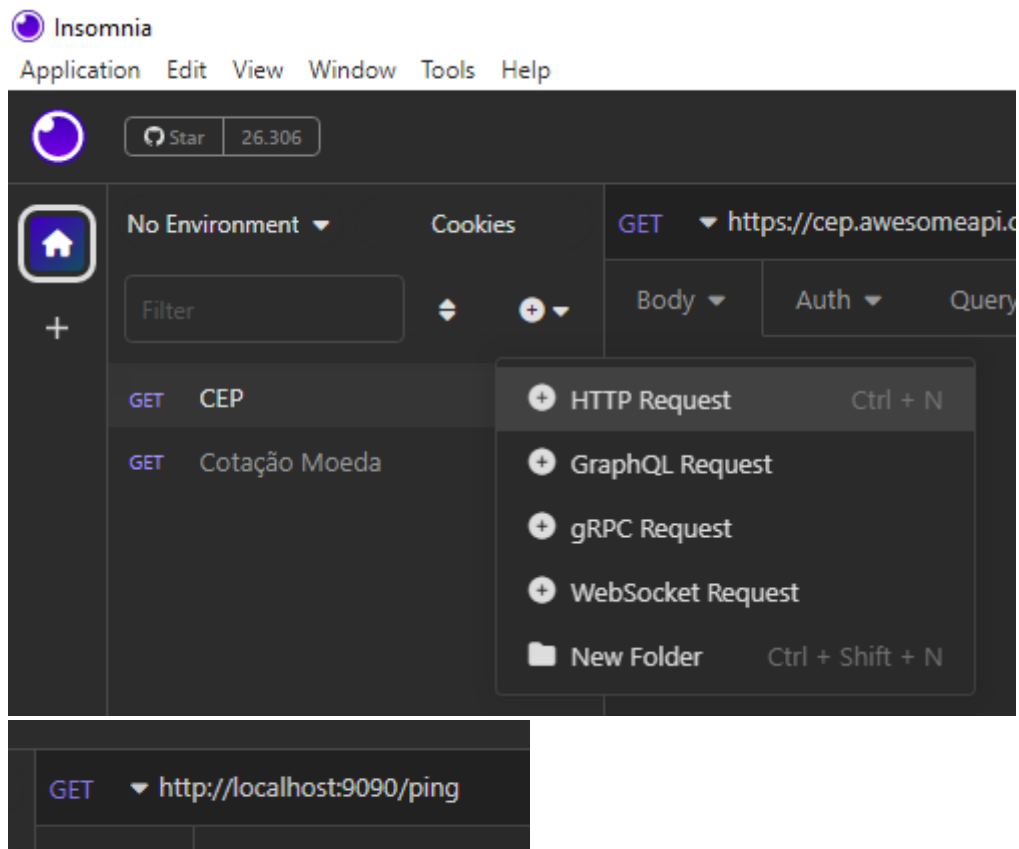 Insomnia
Application Edit View Window Tools Help
Star 26.306
No Environment Cookies GET https://cep.awesomeapi.c
Filter Body Auth Query
GET CEP HTTP Request Ctrl + N
GET Cotação Moeda GraphQL Request
gRPC Request
WebSocket Request
New Folder Ctrl + Shift + N
GET http://localhost:9090/ping